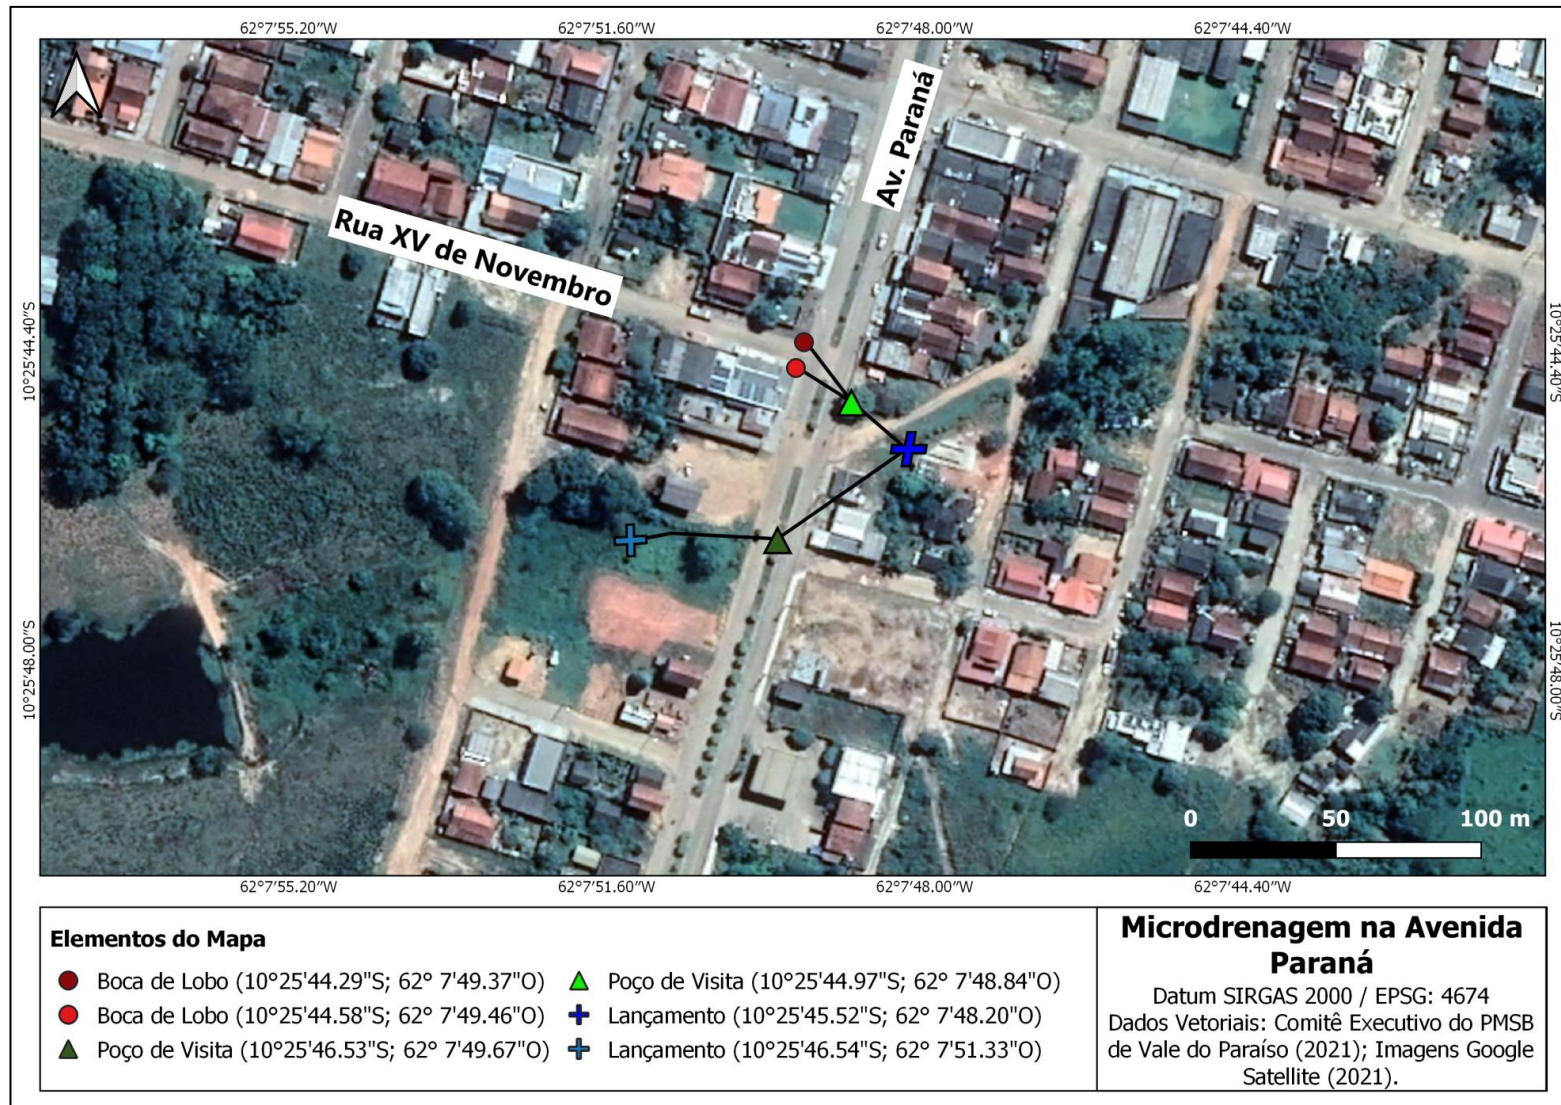 62°7'55.20"W 62°7'51.60"W 62°7'48.00"W 62°7'44.40"W
Av. Paraná
Rua XV de Novembro
10°25'44.40"S
10°25'44.40"S
10°25'48.00"S
10°25'48.00"S
0 50 100 m
62°7'55.20"W 62°7'51.60"W 62°7'48.00"W 62°7'44.40"W
Elementos do Mapa
Boca de Lobo (10°25'44.29"S; 62° 7'49.37"O)
Boca de Lobo (10°25'44.58"S; 62° 7'49.46"O)
Poço de Visita (10°25'46.53"S; 62° 7'49.67"O)
Poço de Visita (10°25'44.97"S; 62° 7'48.84"O)
Lançamento (10°25'45.52"S; 62° 7'48.20"O)
Lançamento (10°25'46.54"S; 62° 7'51.33"O)
Microdrenagem na Avenida
Paraná
Datum SIRGAS 2000 / EPSG: 4674
Dados Vetoriais: Comitê Executivo do PMSB
de Vale do Paraíso (2021); Imagens Google
Satellite (2021).